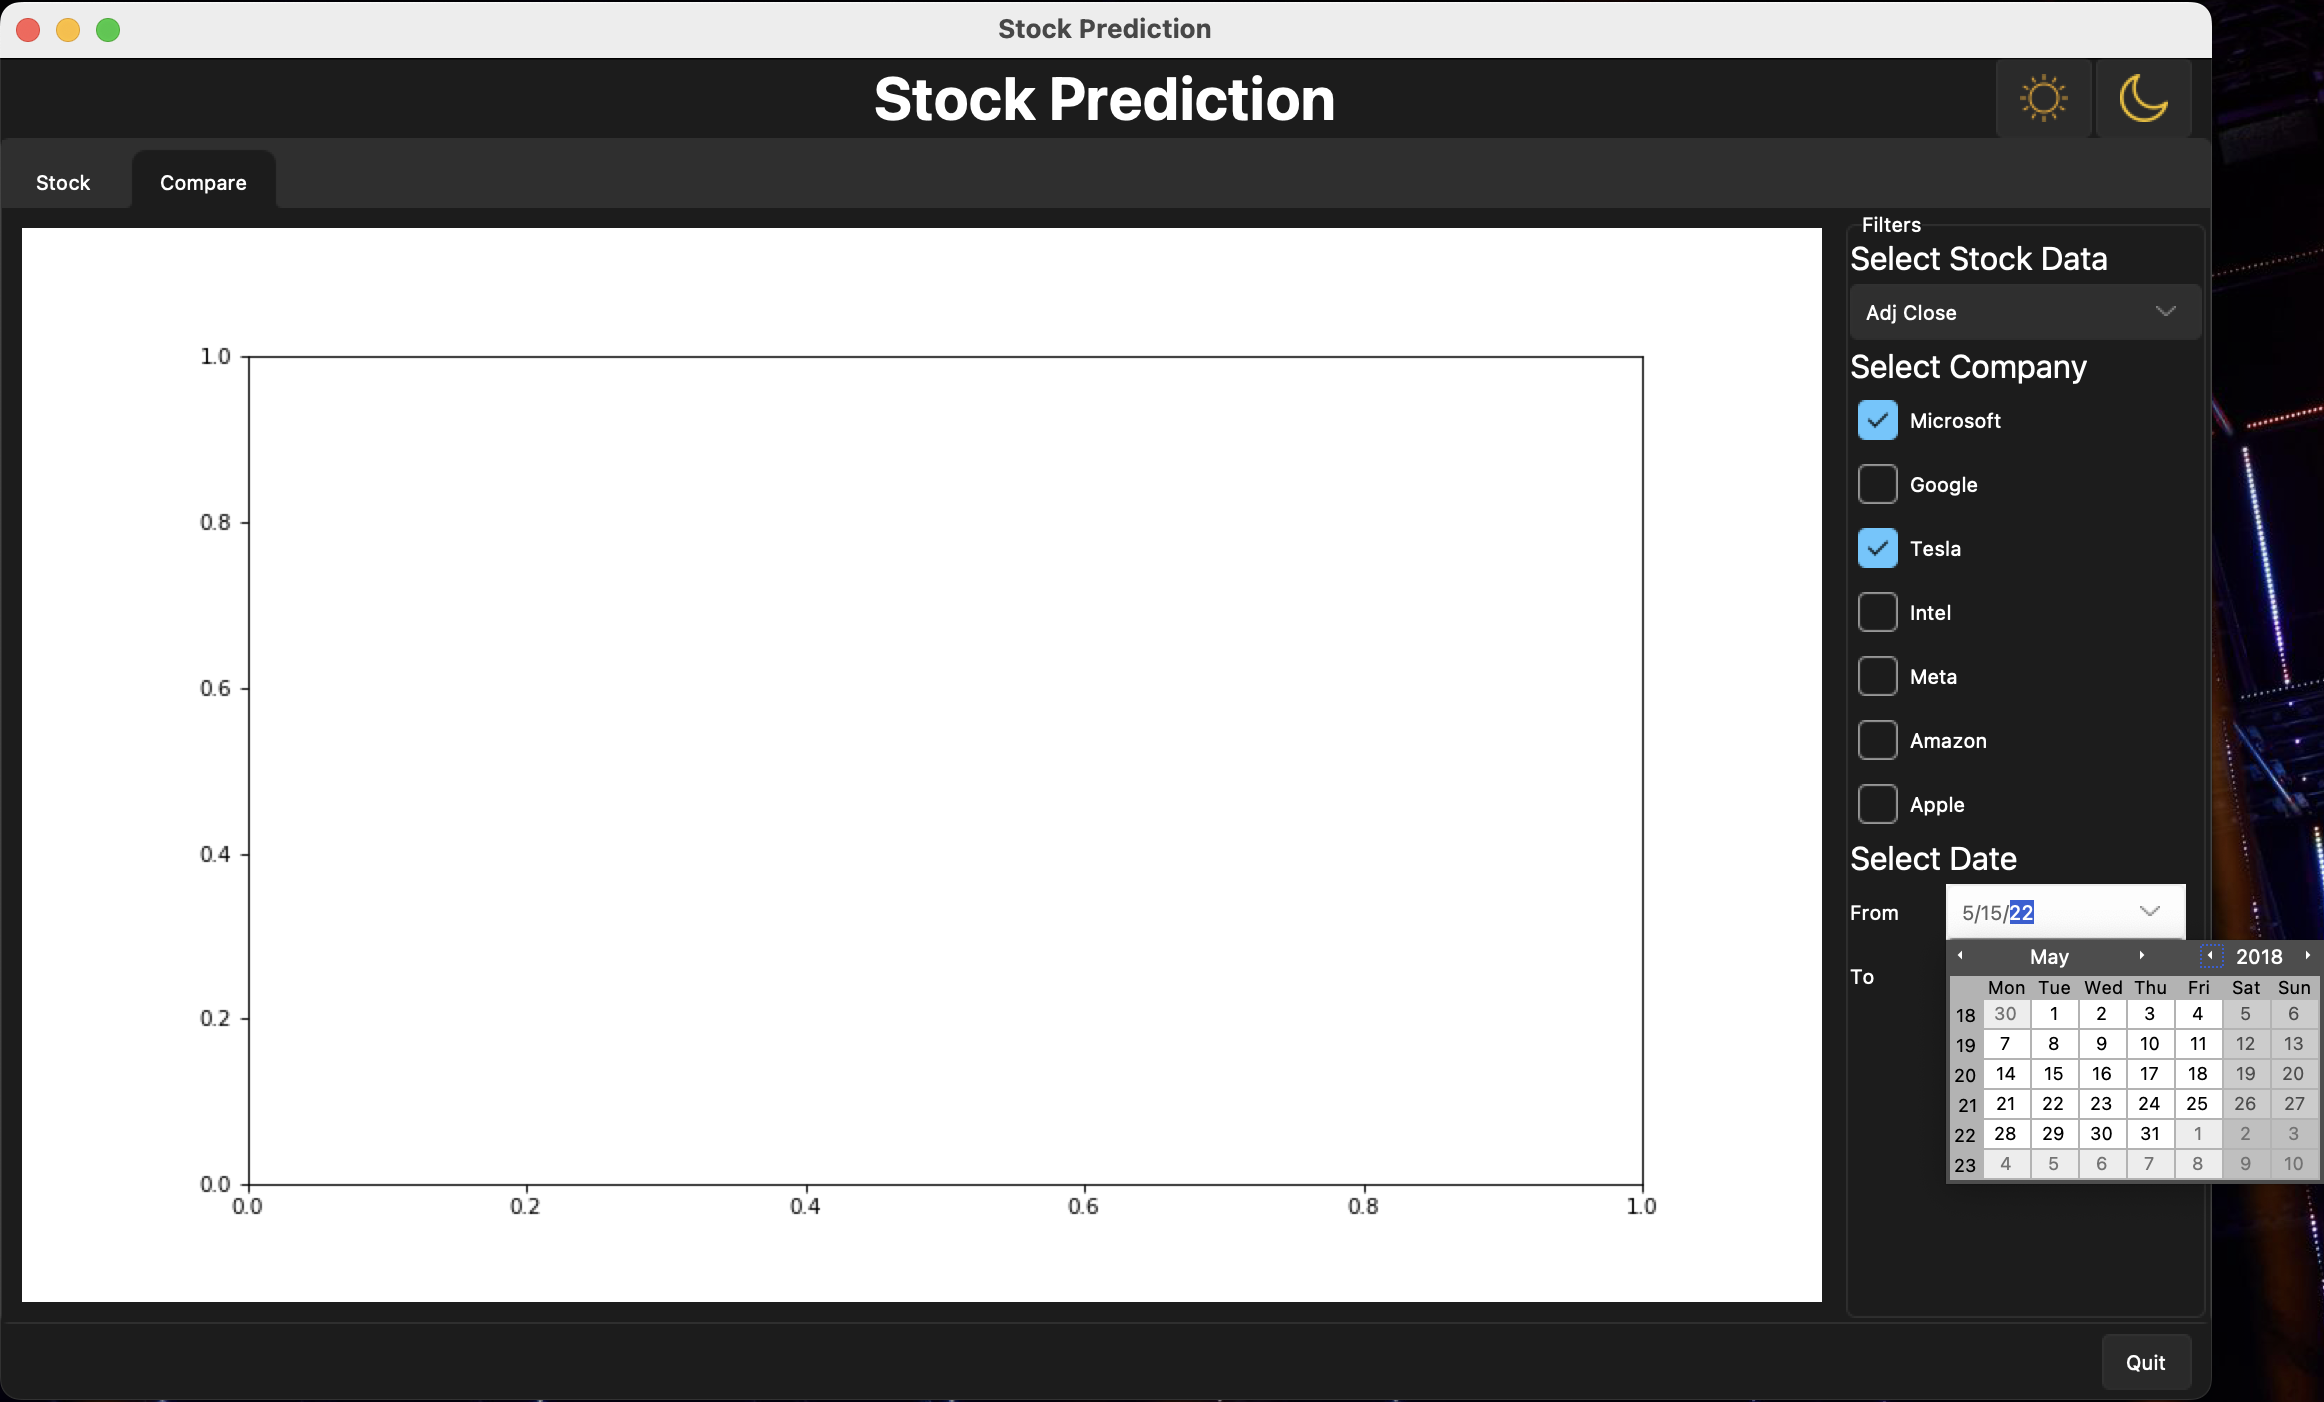 Stock Prediction
Stock Prediction
Stock Compare
1.0
0.8
0.6
0.4
0.2
0.0
0.0 0.2 0.4 0.6 0.8 1.0
Filters
Select Stock Data
Adj Close
Select Company
Microsoft
Google
Tesla
Intel
Meta
Amazon
Apple
Select Date
From 5/15/22
To
May 2018
Mon Tue Wed Thu Fri Sat Sun
18 30 1 2 3 4 5 6
19 7 8 9 10 11 12 13
20 14 15 16 17 18 19 20
21 21 22 23 24 25 26 27
22 28 29 30 31 1 2 3
23 4 5 6 7 8 9 10
Quit